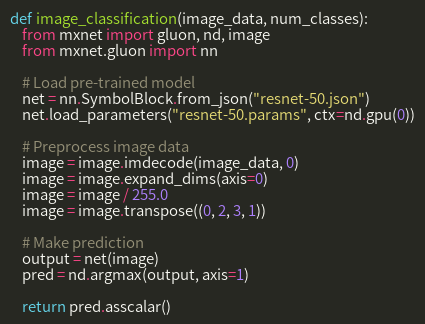 def image_classification(image_data, num_classes):
    from mxnet import gluon, nd, image
    from mxnet.gluon import nn

    # Load pre-trained model
    net = nn.SymbolBlock.from_json("resnet-50.json")
    net.load_parameters("resnet-50.params", ctx=nd.gpu(0))

    # Preprocess image data
    image = image.imdecode(image_data, 0)
    image = image.expand_dims(axis=0)
    image = image / 255.0
    image = image.transpose((0, 2, 3, 1))

    # Make prediction
    output = net(image)
    pred = nd.argmax(output, axis=1)

    return pred.asscalar()